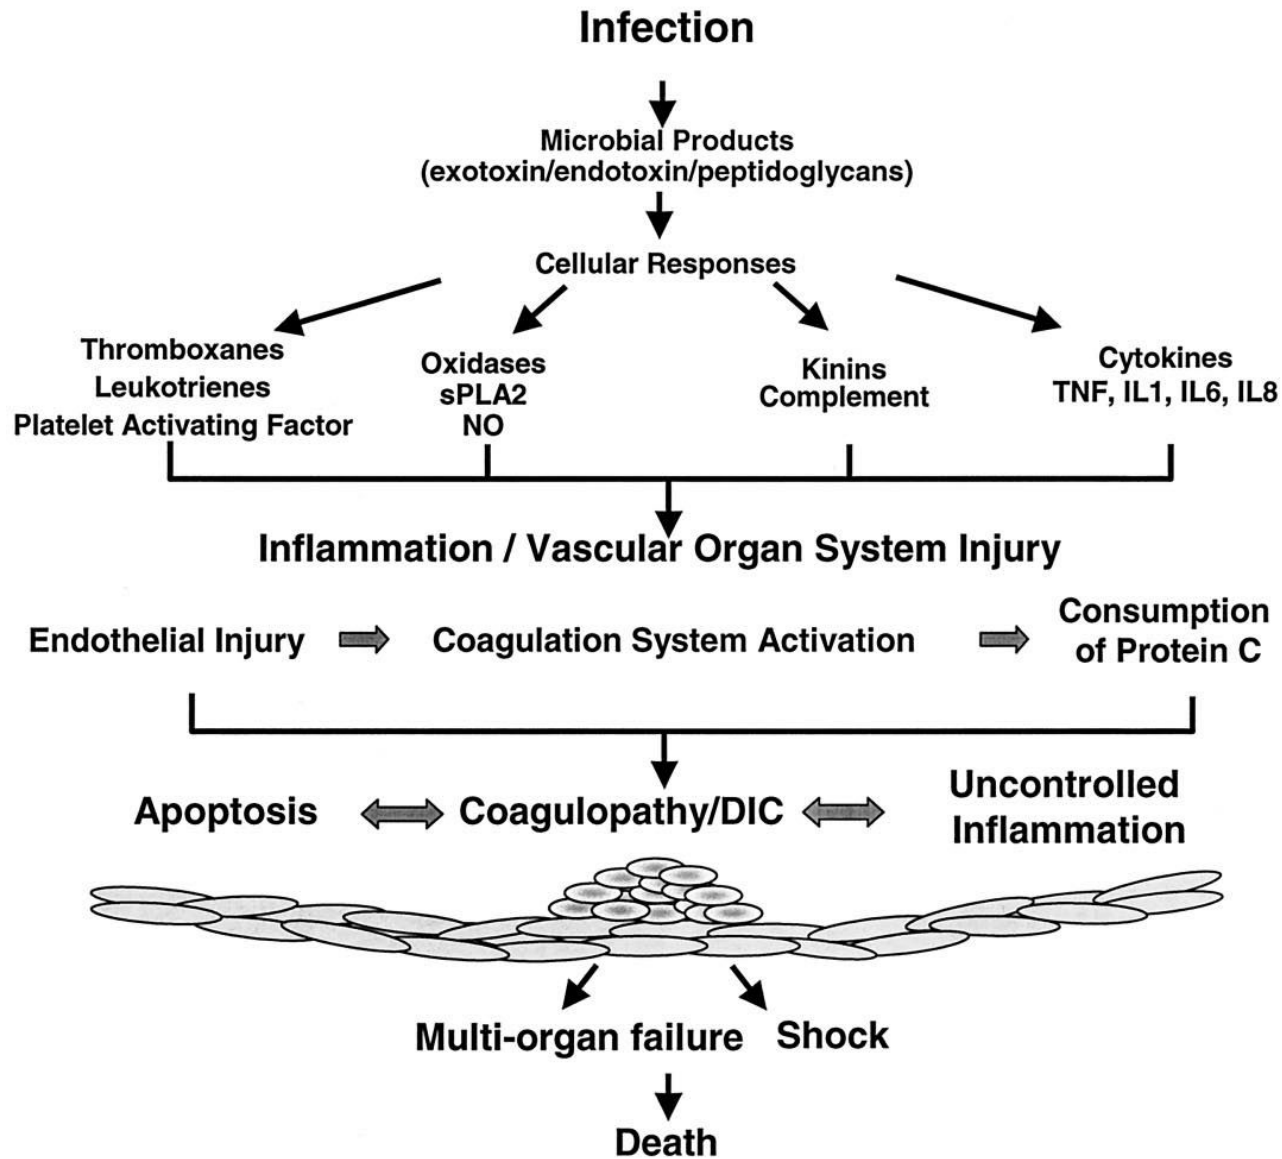 Infection
Microbial Products
(exotoxin/endotoxin/peptidoglycans)
Cellular Responses
Thromboxanes
Leukotrienes
Platelet Activating Factor
Oxidases
sPLA2
NO
Kinins
Complement
Cytokines
TNF, IL1, IL6, IL8
Inflammation / Vascular Organ System Injury
Endothelial Injury
Coagulation System Activation
Consumption
of Protein C
Apoptosis
Coagulopathy/DIC
Uncontrolled
Inflammation
Multi-organ failure
Shock
Death